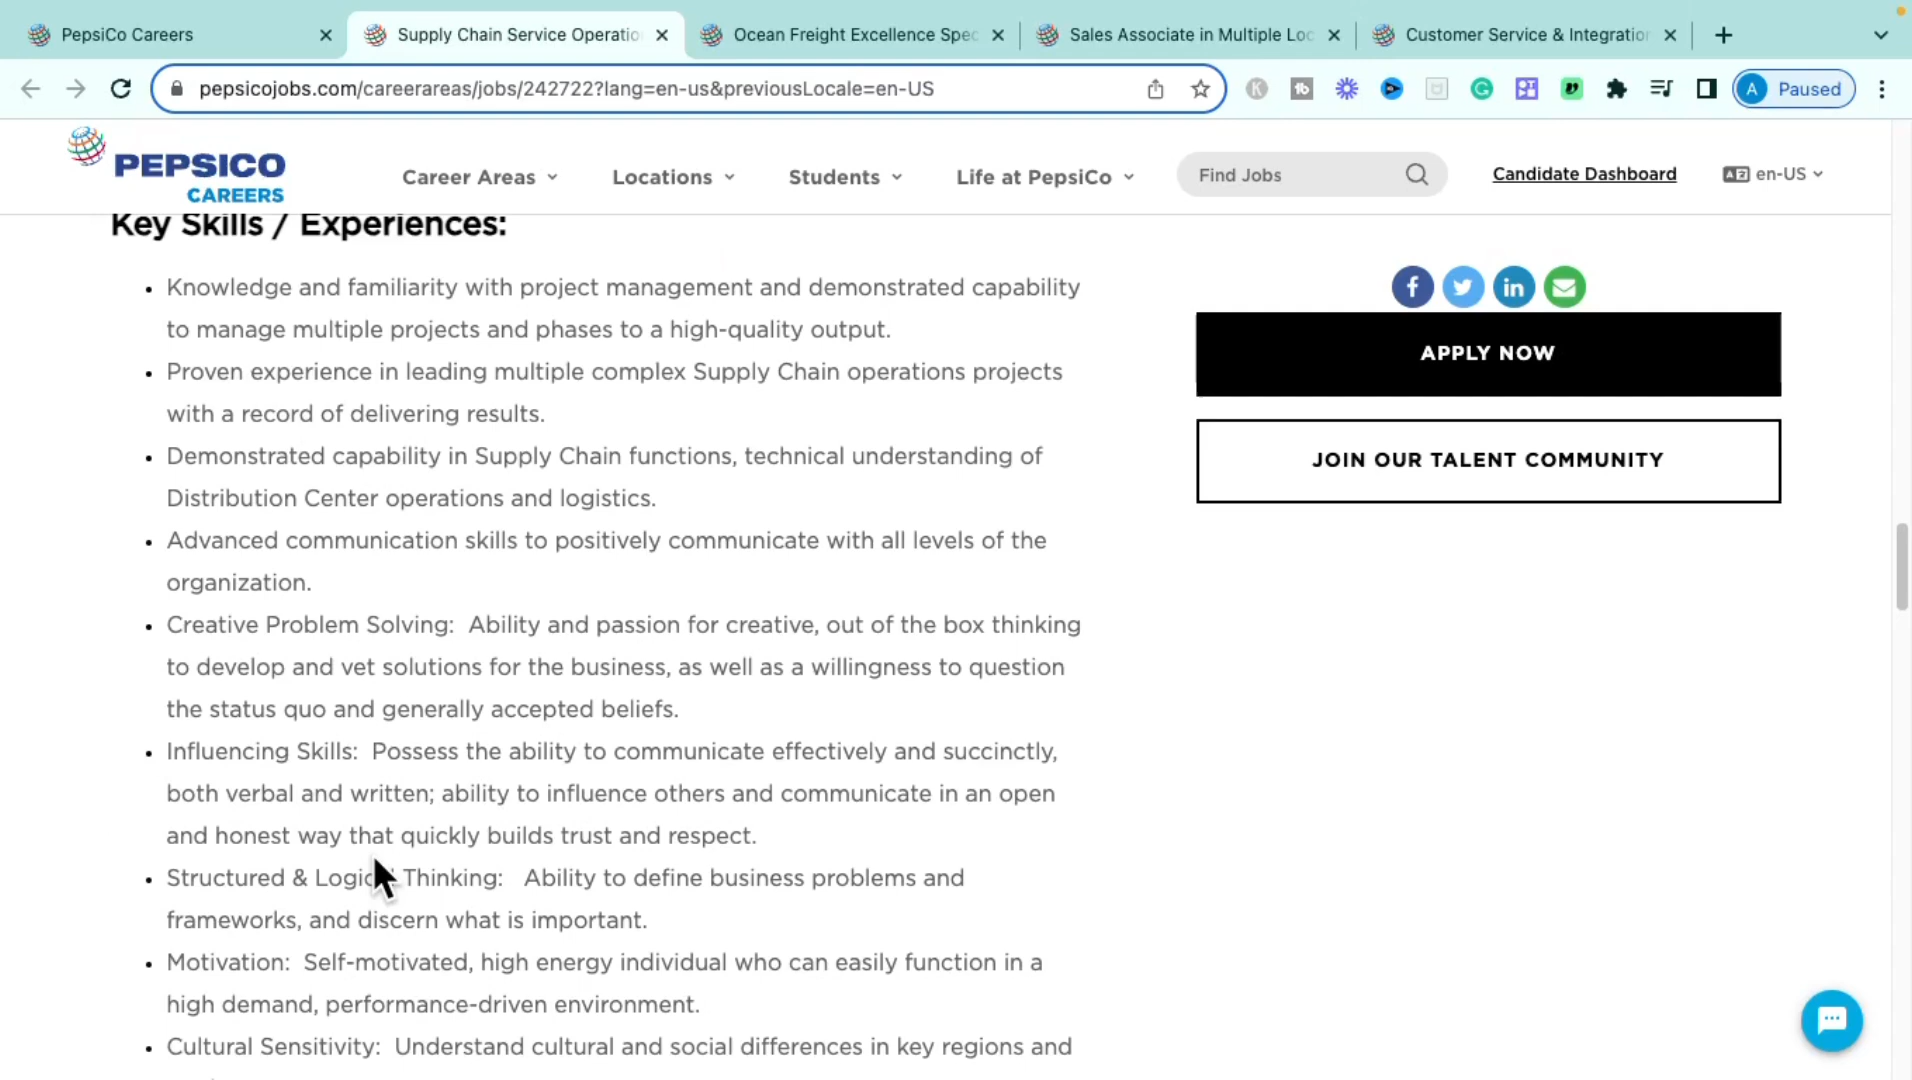 PepsiCo Careers
Supply Chain Service Operatio
Ocean Freight Excellence Spec
Sales Associate in Multiple Loc
Customer Service & Integration
pepsicojobs.com/careerareas/jobs/242722?lang=en-us&previousLocale=en-US
A Paused
PEPSICO
CAREERS
Career Areas
Locations
Students
Life at PepsiCo
Find Jobs
Candidate Dashboard
en-US
Key Skills / Experiences:
• Knowledge and familiarity with project management and demonstrated capability
to manage multiple projects and phases to a high-quality output.
• Proven experience in leading multiple complex Supply Chain operations projects
with a record of delivering results.
• Demonstrated capability in Supply Chain functions, technical understanding of
Distribution Center operations and logistics.
• Advanced communication skills to positively communicate with all levels of the
organization.
• Creative Problem Solving:  Ability and passion for creative, out of the box thinking
to develop and vet solutions for the business, as well as a willingness to question
the status quo and generally accepted beliefs.
• Influencing Skills:  Possess the ability to communicate effectively and succinctly,
both verbal and written; ability to influence others and communicate in an open
and honest way that quickly builds trust and respect.
• Structured & Logical Thinking:   Ability to define business problems and
frameworks, and discern what is important.
• Motivation:  Self-motivated, high energy individual who can easily function in a
high demand, performance-driven environment.
• Cultural Sensitivity:  Understand cultural and social differences in key regions and
APPLY NOW
JOIN OUR TALENT COMMUNITY